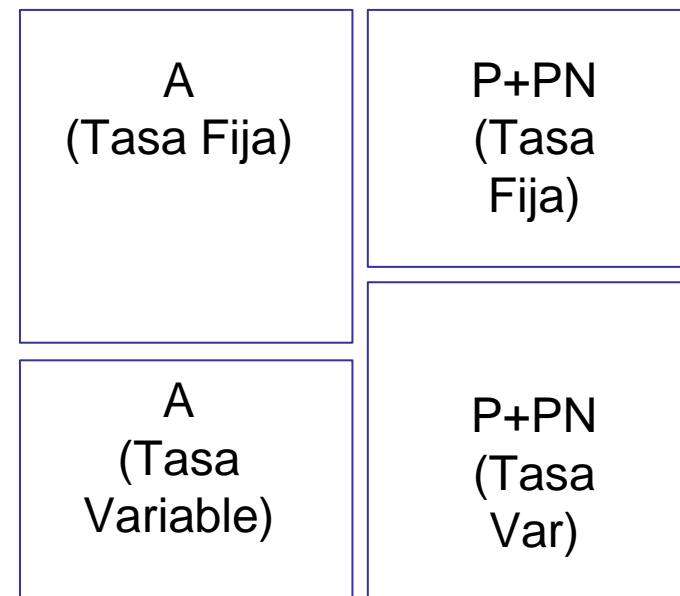 A
(Tasa Fija)
P+PN
(Tasa
Fija)
A
(Tasa
Variable)
P+PN
(Tasa
Var)